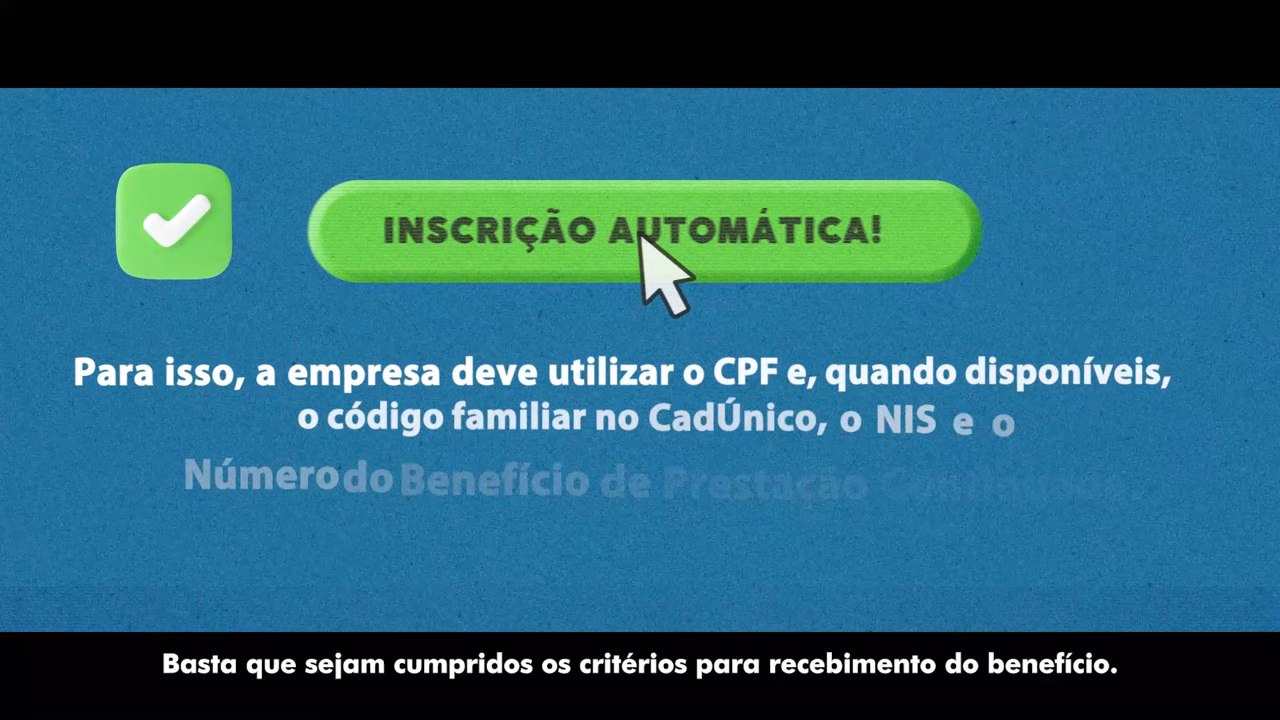 INSCRIÇÃO AUTOMÁTICA!
Para isso, a empresa deve utilizar o CPF e, quando disponíveis,
o código familiar no CadÚnico, o NIS e o
Número do Benefício de Prestação
Basta que sejam cumpridos os critérios para recebimento do benefício.